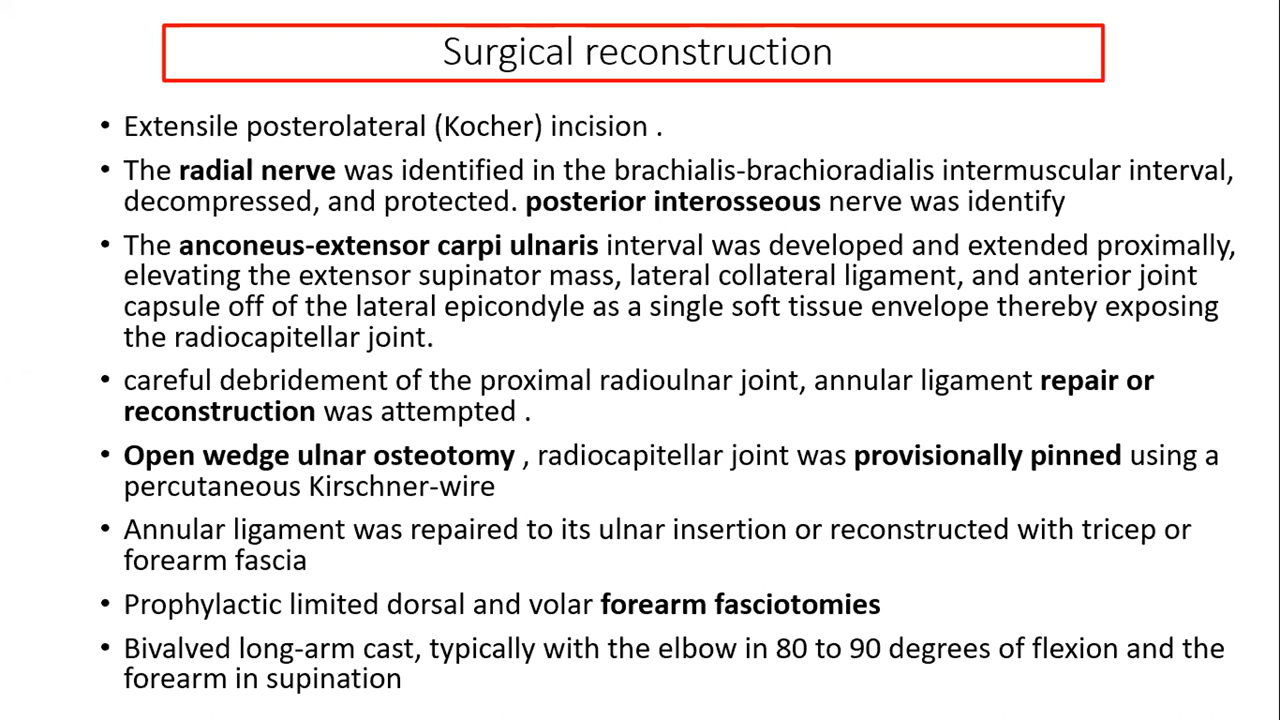 Surgical reconstruction
• Extensile posterolateral (Kocher) incision .
• The radial nerve was identified in the brachialis-brachioradialis intermuscular interval,
decompressed, and protected. posterior interosseous nerve was identify
• The anconeus-extensor carpi ulnaris interval was developed and extended proximally,
elevating the extensor supinator mass, lateral collateral ligament, and anterior joint
capsule off of the lateral epicondyle as a single soft tissue envelope thereby exposing
the radiocapitellar joint.
• careful debridement of the proximal radioulnar joint, annular ligament repair or
reconstruction was attempted .
• Open wedge ulnar osteotomy , radiocapitellar joint was provisionally pinned using a
percutaneous Kirschner-wire
• Annular ligament was repaired to its ulnar insertion or reconstructed with tricep or
forearm fascia
• Prophylactic limited dorsal and volar forearm fasciotomies
• Bivalved long-arm cast, typically with the elbow in 80 to 90 degrees of flexion and the
forearm in supination